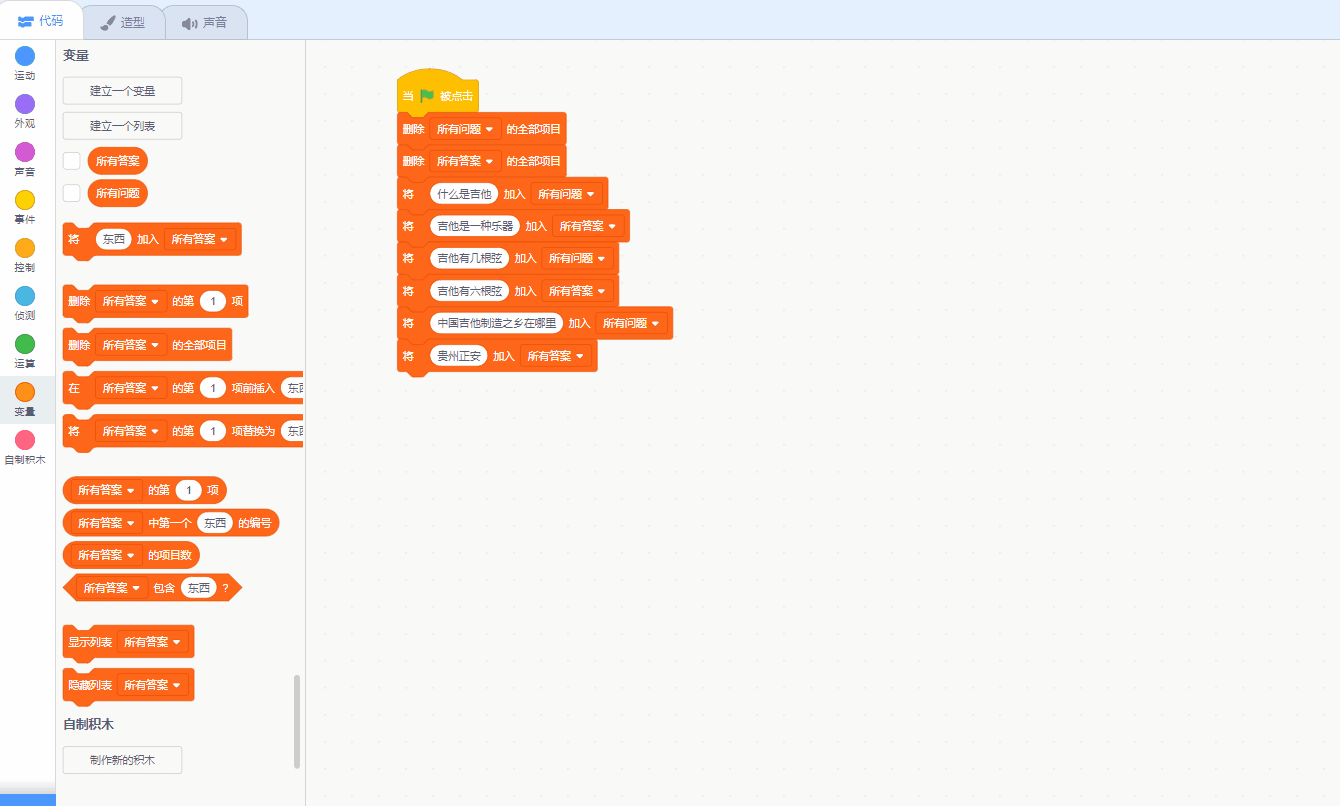 代码 造型 声音
运动
外观
声音
事件
控制
侦测
运算
变量
自制积木
变量
建立一个变量
建立一个列表
所有答案
所有问题
将 东西 加入 所有答案
删除 所有答案 的第 1 项
删除 所有答案 的全部项目
在 所有答案 的第 1 项前插入 东西
将 所有答案 的第 1 项替换为 东西
所有答案 的第 1 项
所有答案 中第一个 东西 的编号
所有答案 的项目数
所有答案 包含 东西 ?
显示列表 所有答案
隐藏列表 所有答案
自制积木
制作新的积木
当 被点击
删除 所有问题 的全部项目
删除 所有答案 的全部项目
将 什么是吉他 加入 所有问题
将 吉他是一种乐器 加入 所有答案
将 吉他有几根弦 加入 所有问题
将 吉他有六根弦 加入 所有答案
将 中国吉他制造之乡在哪里 加入 所有问题
将 贵州正安 加入 所有答案